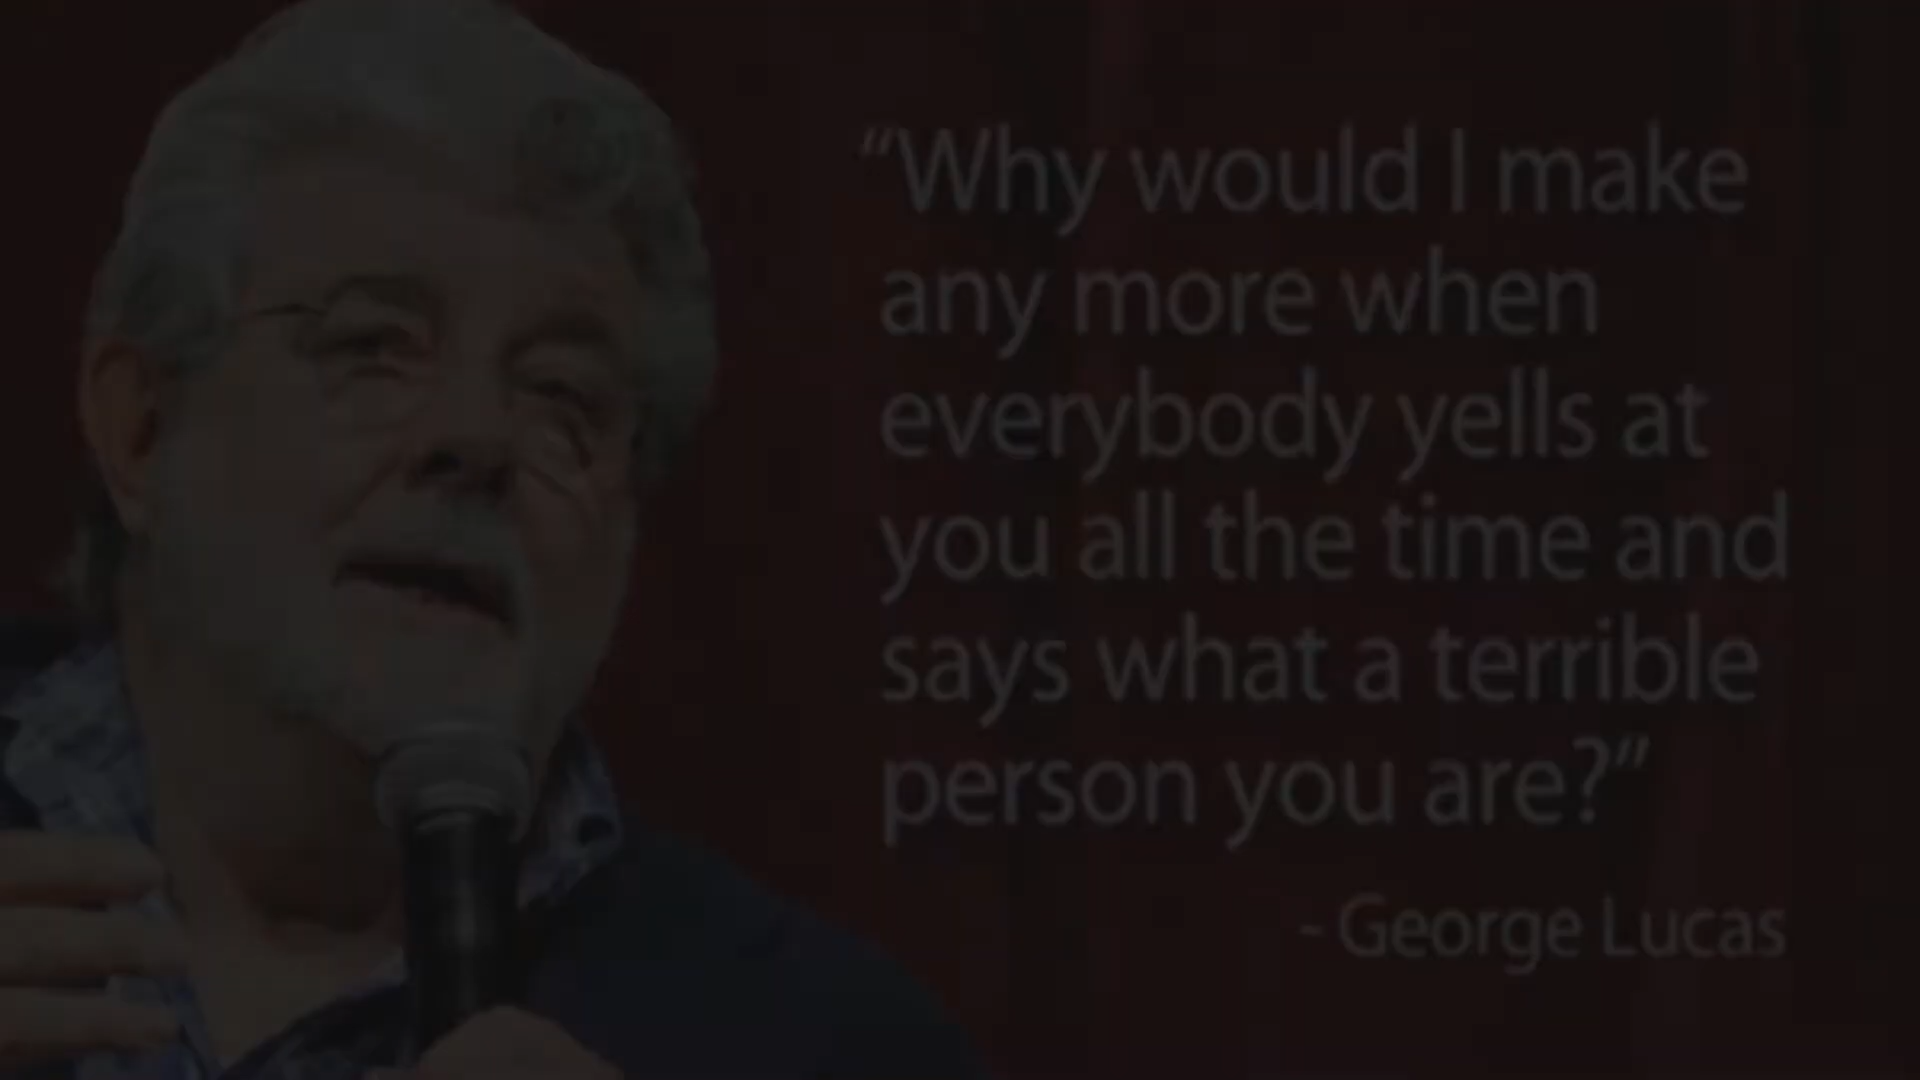 “Why would I make
any more when
everybody yells at
you all the time and
says what a terrible
person you are?”
- George Lucas